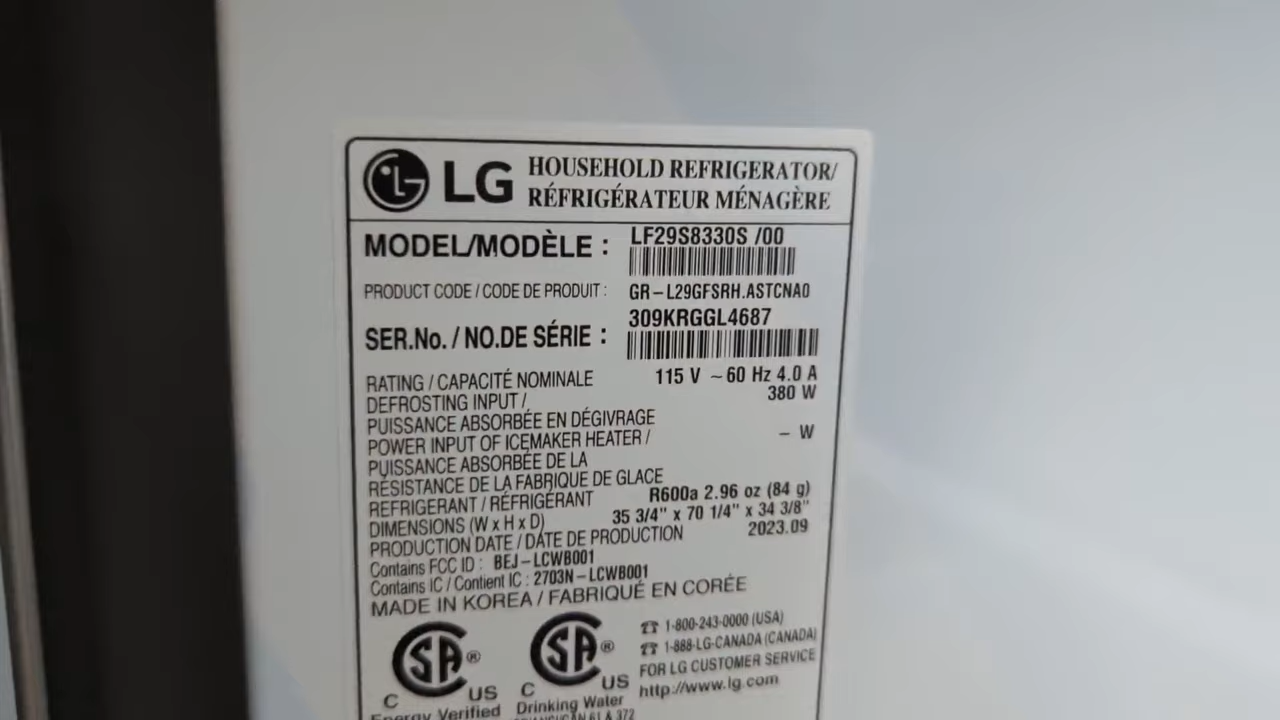 LG HOUSEHOLD REFRIGERATOR/
RÉFRIGÉRATEUR MÉNAGÈRE
MODEL/MODÈLE : LF29S8330S /00
PRODUCT CODE / CODE DE PRODUIT : GR-L29GFSRH.ASTCNA0
SER.No. / NO.DE SÉRIE : 309KRGGL4687
RATING / CAPACITÉ NOMINALE 115 V ~ 60 Hz 4.0 A
DEFROSTING INPUT / 380 W
PUISSANCE ABSORBÉE EN DÉGIVRAGE
POWER INPUT OF ICEMAKER HEATER / – W
PUISSANCE ABSORBÉE DE LA
RÉSISTANCE DE LA FABRIQUE DE GLACE
REFRIGERANT / RÉFRIGÉRANT R600a 2.96 oz (84 g)
DIMENSIONS (W x H x D) 35 3/4" x 70 1/4" x 34 3/8"
PRODUCTION DATE / DATE DE PRODUCTION 2023.09
Contains FCC ID : BEJ-LCWB001
Contains IC / Contient IC : 2703N-LCWB001
MADE IN KOREA / FABRIQUÉ EN CORÉE
SA ® C US
SA ® C US
☎ 1-800-243-0000 (USA)
☎ 1-888-LG-CANADA (CANADA)
FOR LG CUSTOMER SERVICE
http://www.lg.com
Energy Verified
Drinking Water
61 & 372